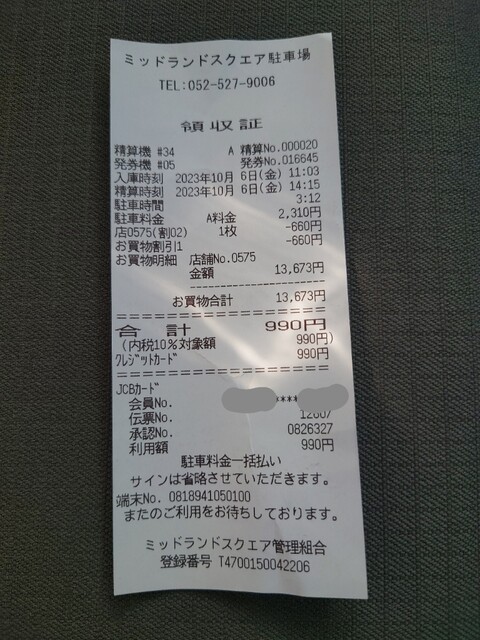 ミッドランドスクエア駐車場
TEL:052-527-9006
領収証
精算機 #34 A 精算No.000020
発券機 #05 発券No.016645
入庫時刻 2023年10月 6日(金) 11:03
精算時刻 2023年10月 6日(金) 14:15
駐車時間 3:12
駐車料金 A料金 2,310円
店0575(割02) 1枚 -660円
お買物割引1 -660円
お買物明細 店舗No.0575
金額 13,673円
お買物合計 13,673円
合計 990円
(内税10%対象額 990円)
クレジットカード 990円
JCBカード
会員No. ****
伝票No.
承認No. 0826327
利用額 990円
駐車料金一括払い
サインは省略させていただきます。
端末No. 0818941050100
またのご利用をお待ちしております。
ミッドランドスクエア管理組合
登録番号 T4700150042206